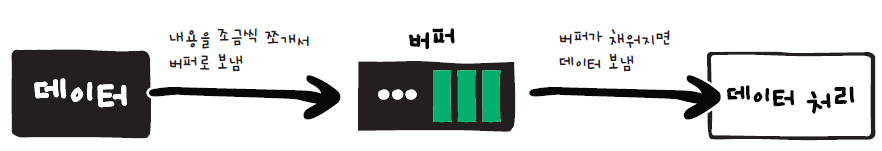 데이터
내용을 조금씩 쪼개서
버퍼로 보냄
버퍼
버퍼가 채워지면
데이터 보냄
데이터 처리